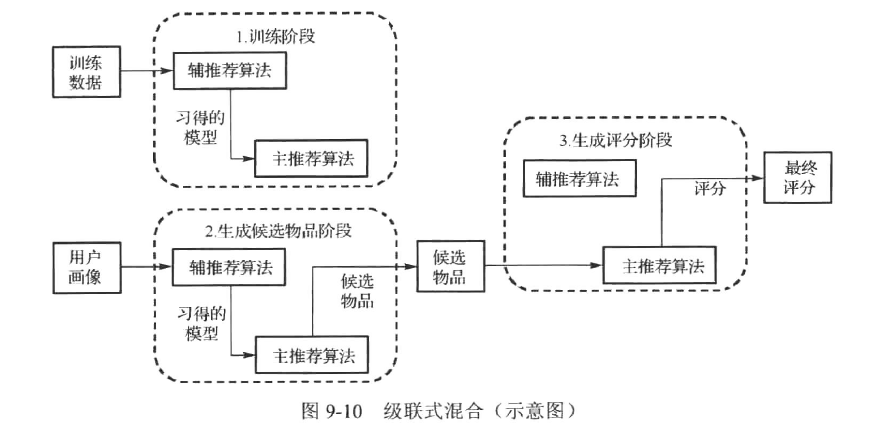 1.训练阶段
训练
数据
辅推荐算法
习得的
模型
主推荐算法
2.生成候选物品阶段
用户
画像
辅推荐算法
习得的
模型
候选
物品
主推荐算法
候选
物品
3.生成评分阶段
辅推荐算法
评分
主推荐算法
最终
评分
图 9-10 级联式混合（示意图）